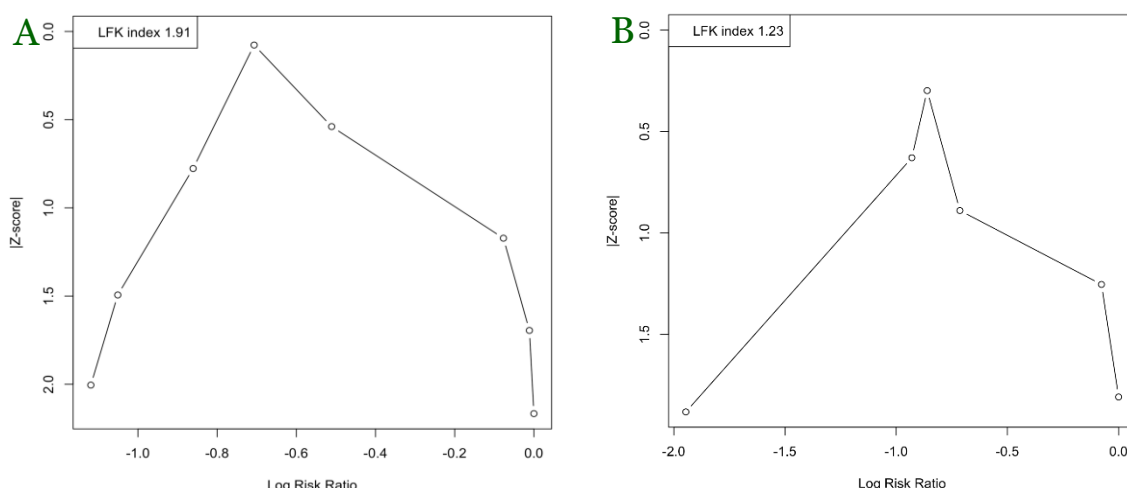 A
LFK index 1.91
0.0
0.5
1.0
1.5
2.0
|Z-score|
-1.0
-0.8
-0.6
-0.4
-0.2
0.0
Log Risk Ratio
B
LFK index 1.23
0.0
0.5
1.0
1.5
|Z-score|
-2.0
-1.5
-1.0
-0.5
0.0
Log Risk Ratio